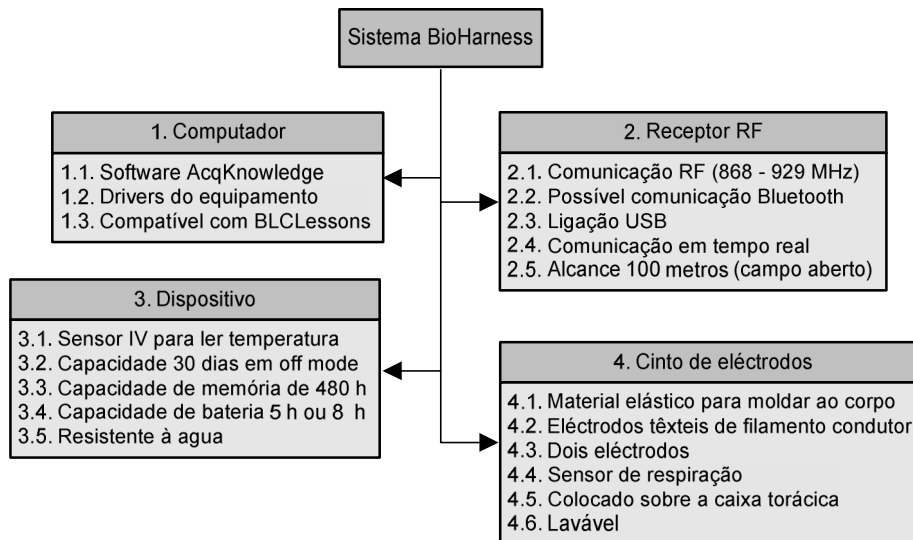 Sistema BioHarness
1. Computador
1.1. Software AcqKnowledge
1.2. Drivers do equipamento
1.3. Compatível com BLCLessons
2. Receptor RF
2.1. Comunicação RF (868 - 929 MHz)
2.2. Possível comunicação Bluetooth
2.3. Ligação USB
2.4. Comunicação em tempo real
2.5. Alcance 100 metros (campo aberto)
3. Dispositivo
3.1. Sensor IV para ler temperatura
3.2. Capacidade 30 dias em off mode
3.3. Capacidade de memória de 480 h
3.4. Capacidade de bateria 5 h ou 8 h
3.5. Resistente à agua
4. Cinto de eléctrodos
4.1. Material elástico para moldar ao corpo
4.2. Eléctrodos têxteis de filamento condutor
4.3. Dois eléctrodos
4.4. Sensor de respiração
4.5. Colocado sobre a caixa torácica
4.6. Lavável